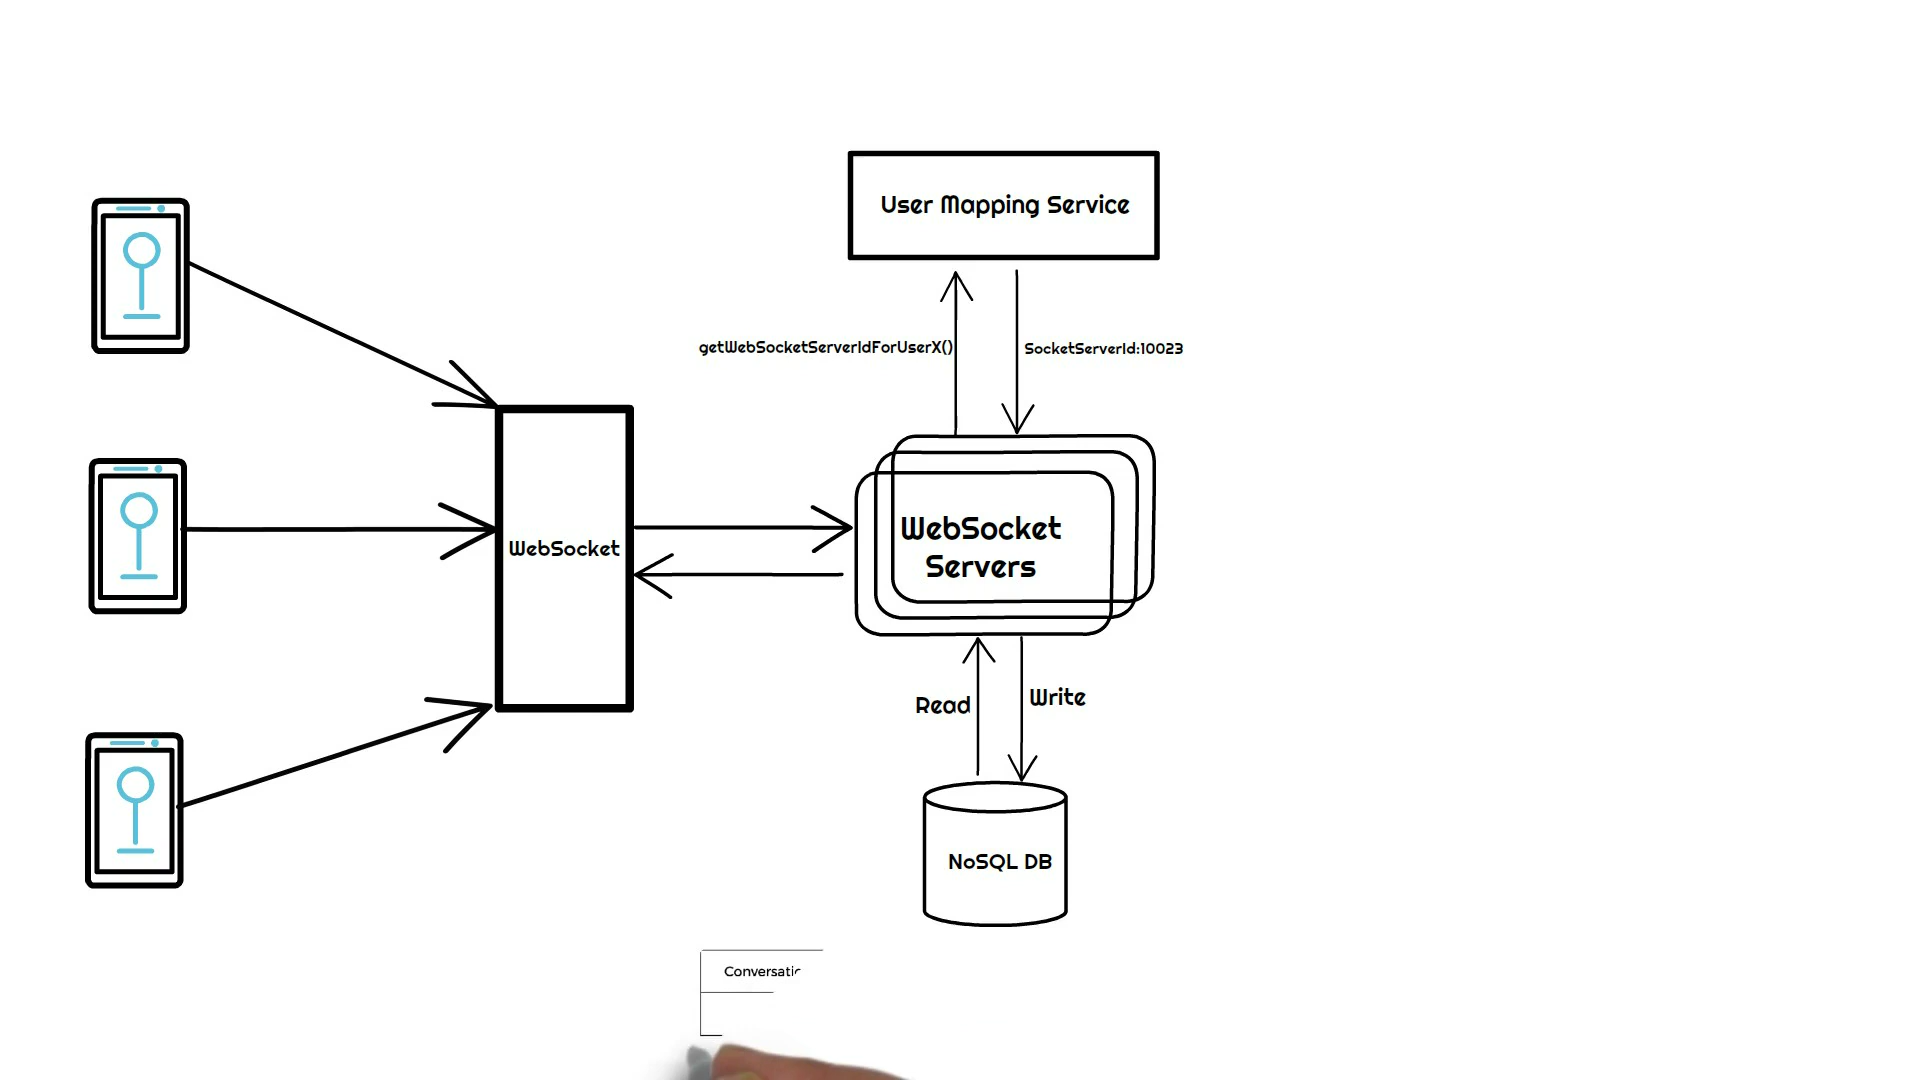 User Mapping Service
getWebSocketServerIdForUserX()
SocketServerId:10023
WebSocket
WebSocket
Servers
Read
Write
NoSQL DB